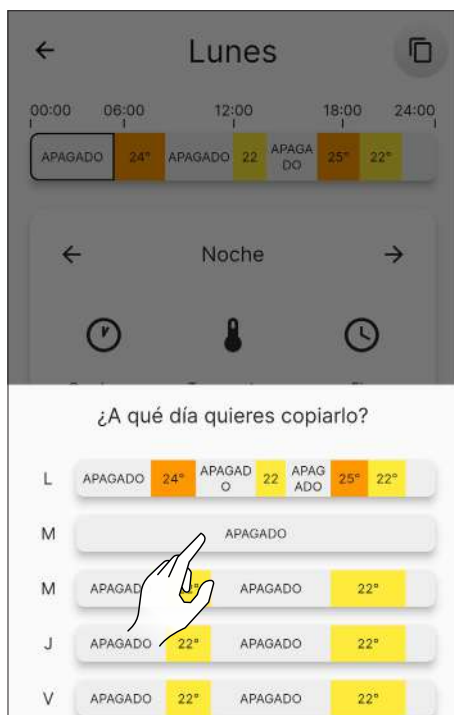 Lunes
00:00 06:00 12:00 18:00 24:00
APAGADO 24° APAGADO 22 APAGA
DO 25° 22°
Noche
¿A qué día quieres copiarlo?
L APAGADO 24° APAGAD
O 22 APAG
ADO 25° 22°
M APAGADO
M 22° APAGADO 22°
J APAGADO 22° APAGADO 22°
V APAGADO 22° APAGADO 22°